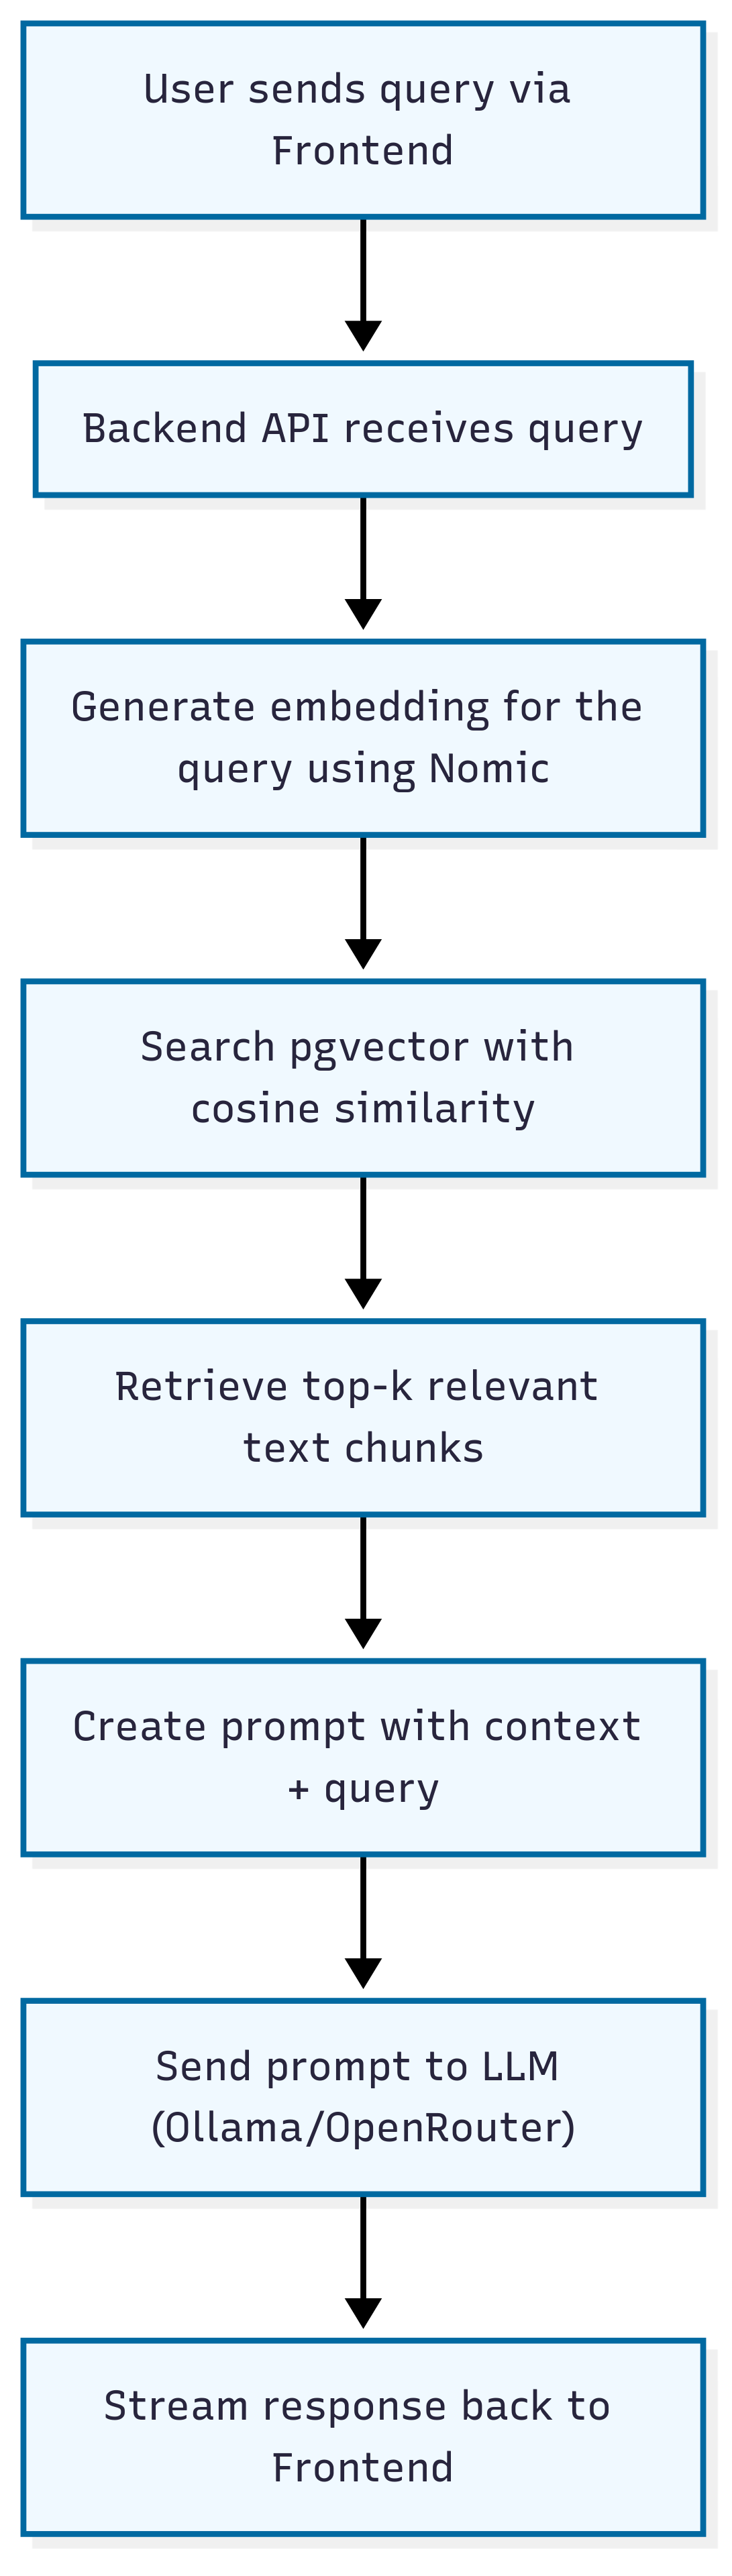 User sends query via
Frontend
Backend API receives query
Generate embedding for the
query using Nomic
Search pgvector with
cosine similarity
Retrieve top-k relevant
text chunks
Create prompt with context
+ query
Send prompt to LLM
(Ollama/OpenRouter)
Stream response back to
Frontend